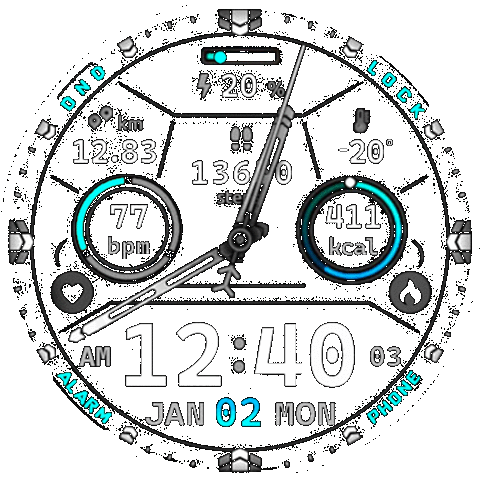 DND
LOCK
20 %
km
12.83
-20°
77
bpm
411
kcal
AM
12:40
03
ALARM
PHONE
JAN 02 MON